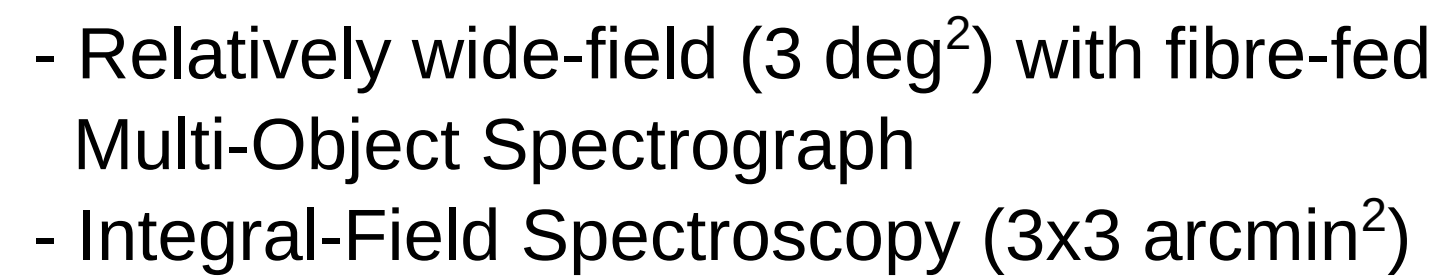 - Relatively wide-field (3 deg²) with fibre-fed
Multi-Object Spectrograph
- Integral-Field Spectroscopy (3x3 arcmin²)